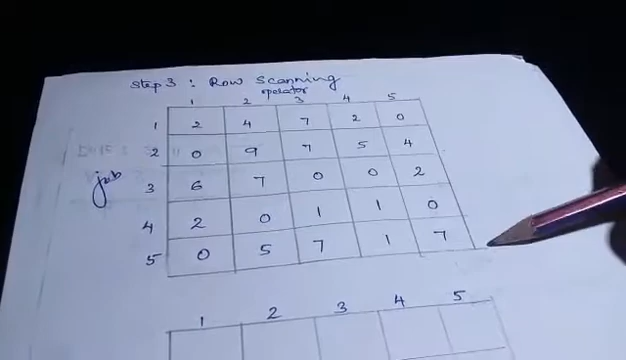 Step 3 : Row Scanning
operator
1 2 3 4 5
1 2 4 7 2 0
2 0 9 7 5 4
job
3 6 7 0 0 2
4 2 0 1 1 0
5 0 5 7 1 7
1 2 3 4 5